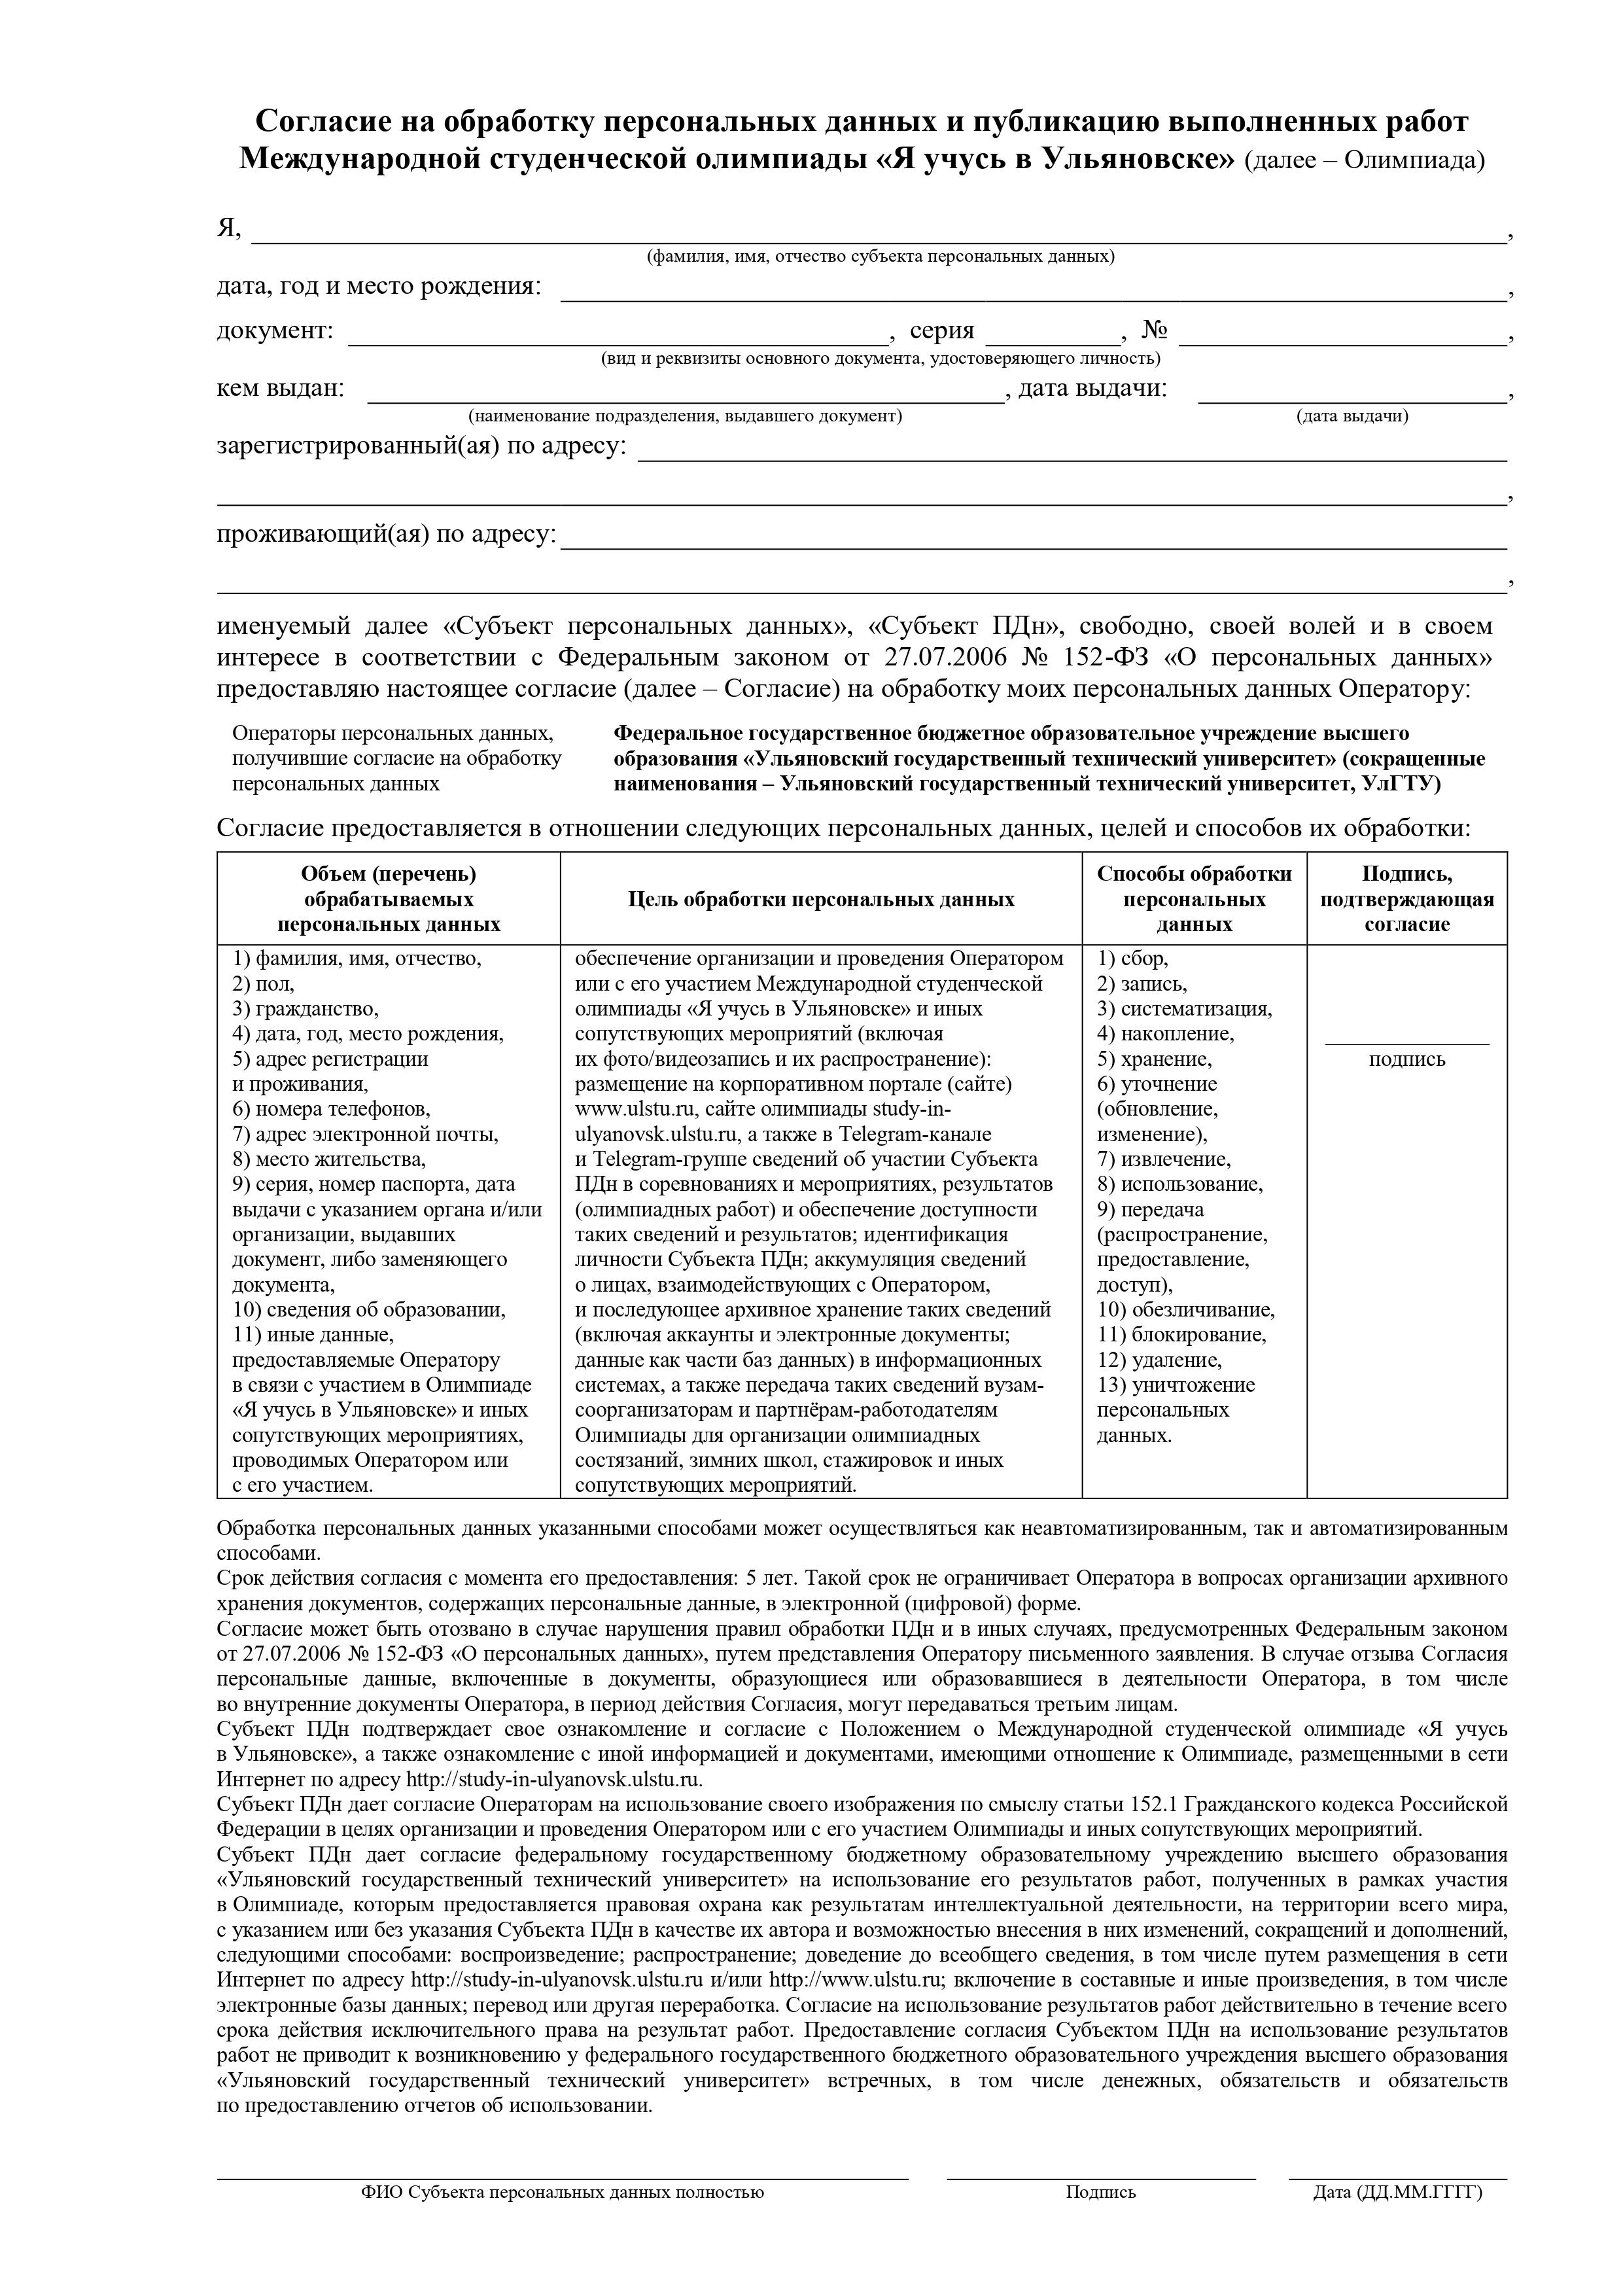 Согласие на обработку персональных данных и публикацию выполненных работ
Международной студенческой олимпиады «Я учусь в Ульяновске» (далее – Олимпиада)
Я, ,
(фамилия, имя, отчество субъекта персональных данных)
дата, год и место рождения: ,
документ: , серия , № ,
(вид и реквизиты основного документа, удостоверяющего личность)
кем выдан: , дата выдачи: ,
(наименование подразделения, выдавшего документ) (дата выдачи)
зарегистрированный(ая) по адресу:
,
проживающий(ая) по адресу:
,
именуемый далее «Субъект персональных данных», «Субъект ПДн», свободно, своей волей и в своем
интересе в соответствии с Федеральным законом от 27.07.2006 № 152-ФЗ «О персональных данных»
предоставляю настоящее согласие (далее – Согласие) на обработку моих персональных данных Оператору:
Операторы персональных данных,
получившие согласие на обработку
персональных данных
Федеральное государственное бюджетное образовательное учреждение высшего
образования «Ульяновский государственный технический университет» (сокращенные
наименования – Ульяновский государственный технический университет, УлГТУ)
Согласие предоставляется в отношении следующих персональных данных, целей и способов их обработки:
Объем (перечень)
обрабатываемых
персональных данных
Цель обработки персональных данных
Способы обработки
персональных
данных
Подпись,
подтверждающая
согласие
1) фамилия, имя, отчество,
2) пол,
3) гражданство,
4) дата, год, место рождения,
5) адрес регистрации
и проживания,
6) номера телефонов,
7) адрес электронной почты,
8) место жительства,
9) серия, номер паспорта, дата
выдачи с указанием органа и/или
организации, выдавших
документ, либо заменяющего
документа,
10) сведения об образовании,
11) иные данные,
предоставляемые Оператору
в связи с участием в Олимпиаде
«Я учусь в Ульяновске» и иных
сопутствующих мероприятиях,
проводимых Оператором или
с его участием.
обеспечение организации и проведения Оператором
или с его участием Международной студенческой
олимпиады «Я учусь в Ульяновске» и иных
сопутствующих мероприятий (включая
их фото/видеозапись и их распространение):
размещение на корпоративном портале (сайте)
www.ulstu.ru, сайте олимпиады study-in-
ulyanovsk.ulstu.ru, а также в Telegram-канале
и Telegram-группе сведений об участии Субъекта
ПДн в соревнованиях и мероприятиях, результатов
(олимпиадных работ) и обеспечение доступности
таких сведений и результатов; идентификация
личности Субъекта ПДн; аккумуляция сведений
о лицах, взаимодействующих с Оператором,
и последующее архивное хранение таких сведений
(включая аккаунты и электронные документы;
данные как части баз данных) в информационных
системах, а также передача таких сведений вузам-
соорганизаторам и партнёрам-работодателям
Олимпиады для организации олимпиадных
состязаний, зимних школ, стажировок и иных
сопутствующих мероприятий.
1) сбор,
2) запись,
3) систематизация,
4) накопление,
5) хранение,
6) уточнение
(обновление,
изменение),
7) извлечение,
8) использование,
9) передача
(распространение,
предоставление,
доступ),
10) обезличивание,
11) блокирование,
12) удаление,
13) уничтожение
персональных
данных.
подпись
Обработка персональных данных указанными способами может осуществляться как неавтоматизированным, так и автоматизированным
способами.
Срок действия согласия с момента его предоставления: 5 лет. Такой срок не ограничивает Оператора в вопросах организации архивного
хранения документов, содержащих персональные данные, в электронной (цифровой) форме.
Согласие может быть отозвано в случае нарушения правил обработки ПДн и в иных случаях, предусмотренных Федеральным законом
от 27.07.2006 № 152-ФЗ «О персональных данных», путем представления Оператору письменного заявления. В случае отзыва Согласия
персональные данные, включенные в документы, образующиеся или образовавшиеся в деятельности Оператора, в том числе
во внутренние документы Оператора, в период действия Согласия, могут передаваться третьим лицам.
Субъект ПДн подтверждает свое ознакомление и согласие с Положением о Международной студенческой олимпиаде «Я учусь
в Ульяновске», а также ознакомление с иной информацией и документами, имеющими отношение к Олимпиаде, размещенными в сети
Интернет по адресу http://study-in-ulyanovsk.ulstu.ru.
Субъект ПДн дает согласие Операторам на использование своего изображения по смыслу статьи 152.1 Гражданского кодекса Российской
Федерации в целях организации и проведения Оператором или с его участием Олимпиады и иных сопутствующих мероприятий.
Субъект ПДн дает согласие федеральному государственному бюджетному образовательному учреждению высшего образования
«Ульяновский государственный технический университет» на использование его результатов работ, полученных в рамках участия
в Олимпиаде, которым предоставляется правовая охрана как результатам интеллектуальной деятельности, на территории всего мира,
с указанием или без указания Субъекта ПДн в качестве их автора и возможностью внесения в них изменений, сокращений и дополнений,
следующими способами: воспроизведение; распространение; доведение до всеобщего сведения, в том числе путем размещения в сети
Интернет по адресу http://study-in-ulyanovsk.ulstu.ru и/или http://www.ulstu.ru; включение в составные и иные произведения, в том числе
электронные базы данных; перевод или другая переработка. Согласие на использование результатов работ действительно в течение всего
срока действия исключительного права на результат работ. Предоставление согласия Субъектом ПДн на использование результатов
работ не приводит к возникновению у федерального государственного бюджетного образовательного учреждения высшего образования
«Ульяновский государственный технический университет» встречных, в том числе денежных, обязательств и обязательств
по предоставлению отчетов об использовании.
ФИО Субъекта персональных данных полностью Подпись Дата (ДД.ММ.ГГГГ)